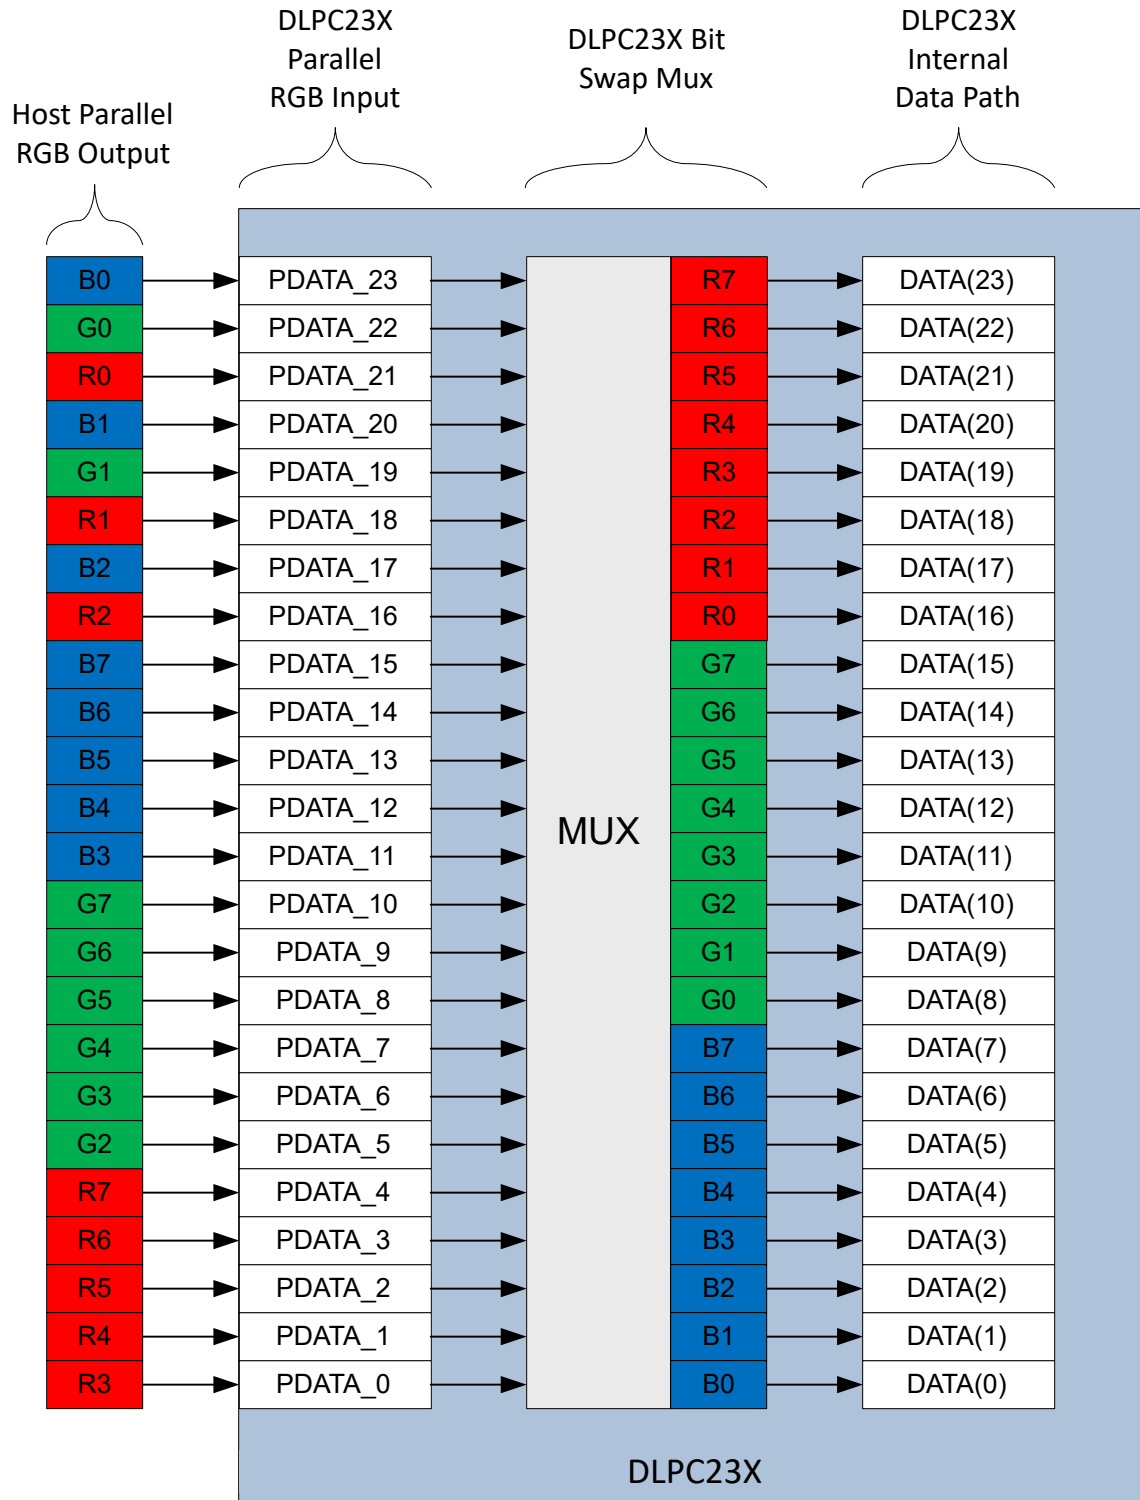 DLPC23X
Parallel
RGB Input
DLPC23X Bit
Swap Mux
DLPC23X
Internal
Data Path
Host Parallel
RGB Output
B0 PDATA_23 R7 DATA(23)
G0 PDATA_22 R6 DATA(22)
R0 PDATA_21 R5 DATA(21)
B1 PDATA_20 R4 DATA(20)
G1 PDATA_19 R3 DATA(19)
R1 PDATA_18 R2 DATA(18)
B2 PDATA_17 R1 DATA(17)
R2 PDATA_16 R0 DATA(16)
B7 PDATA_15 G7 DATA(15)
B6 PDATA_14 G6 DATA(14)
B5 PDATA_13 G5 DATA(13)
B4 PDATA_12 G4 DATA(12)
MUX
B3 PDATA_11 G3 DATA(11)
G7 PDATA_10 G2 DATA(10)
G6 PDATA_9 G1 DATA(9)
G5 PDATA_8 G0 DATA(8)
G4 PDATA_7 B7 DATA(7)
G3 PDATA_6 B6 DATA(6)
G2 PDATA_5 B5 DATA(5)
R7 PDATA_4 B4 DATA(4)
R6 PDATA_3 B3 DATA(3)
R5 PDATA_2 B2 DATA(2)
R4 PDATA_1 B1 DATA(1)
R3 PDATA_0 B0 DATA(0)
DLPC23X